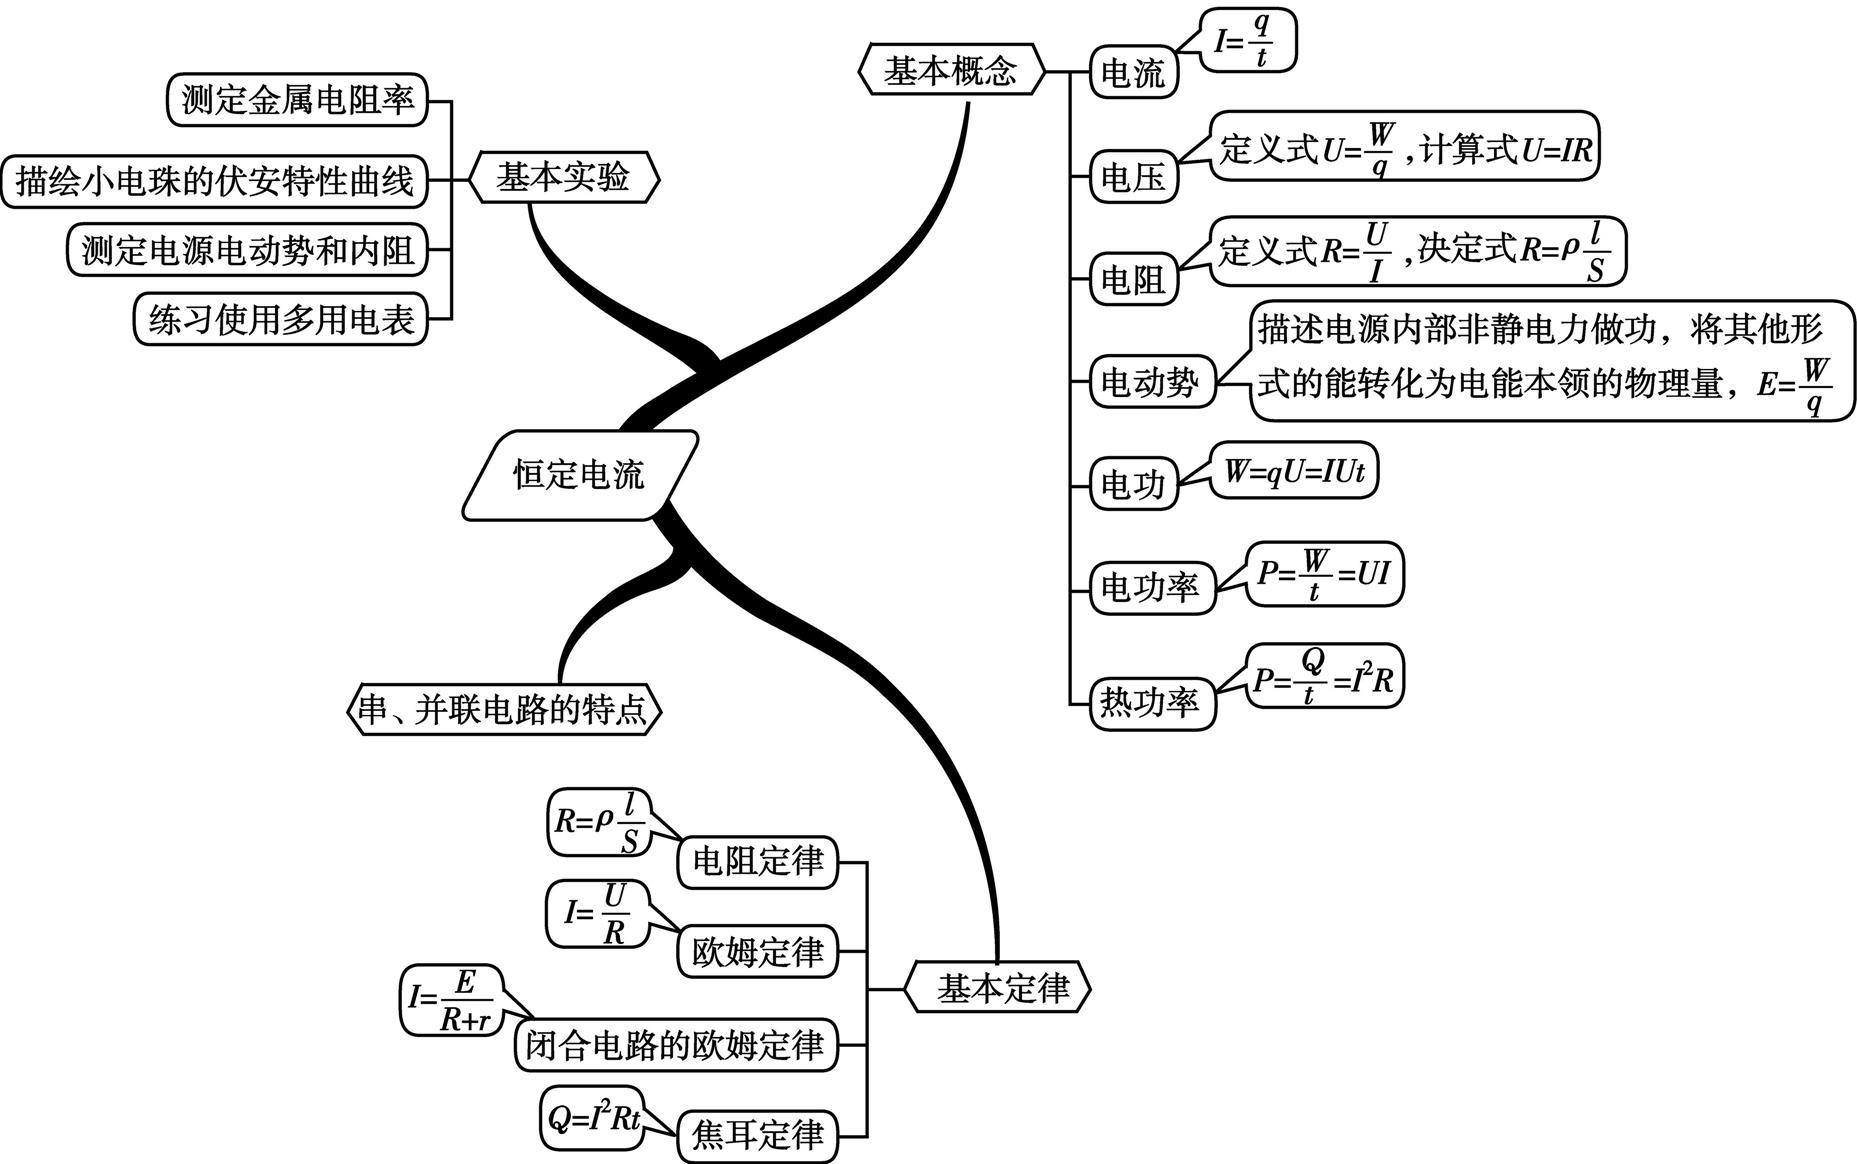 恒定电流
基本概念
电流
I=q/t
电压
定义式U=W/q,计算式U=IR
电阻
定义式R=U/I,决定式R=ρl/S
电动势
描述电源内部非静电力做功，将其他形
式的能转化为电能本领的物理量，E=W/q
电功
W=qU=IUt
电功率
P=W/t=UI
热功率
P=Q/t=I²R
基本实验
测定金属电阻率
描绘小电珠的伏安特性曲线
测定电源电动势和内阻
练习使用多用电表
串、并联电路的特点
基本定律
电阻定律
R=ρl/S
欧姆定律
I=U/R
闭合电路的欧姆定律
I=E/(R+r)
焦耳定律
Q=I²Rt